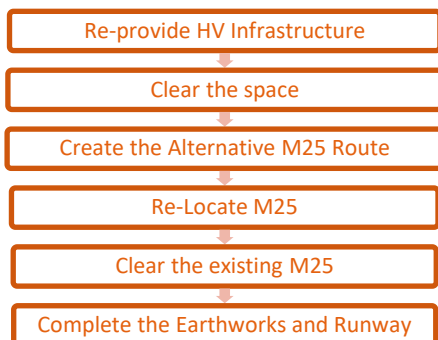 Re-provide HV Infrastructure
Clear the space
Create the Alternative M25 Route
Re-Locate M25
Clear the existing M25
Complete the Earthworks and Runway